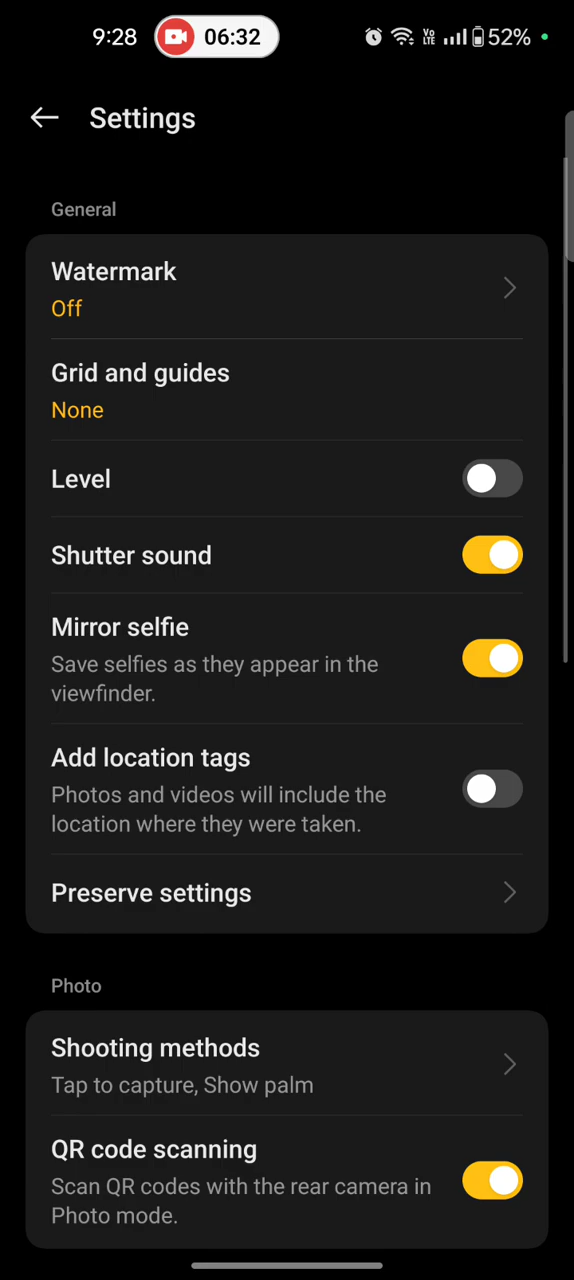 9:28 06:32 Vo LTE 52%
Settings
General
Watermark
Off
Grid and guides
None
Level
Shutter sound
Mirror selfie
Save selfies as they appear in the
viewfinder.
Add location tags
Photos and videos will include the
location where they were taken.
Preserve settings
Photo
Shooting methods
Tap to capture, Show palm
QR code scanning
Scan QR codes with the rear camera in
Photo mode.